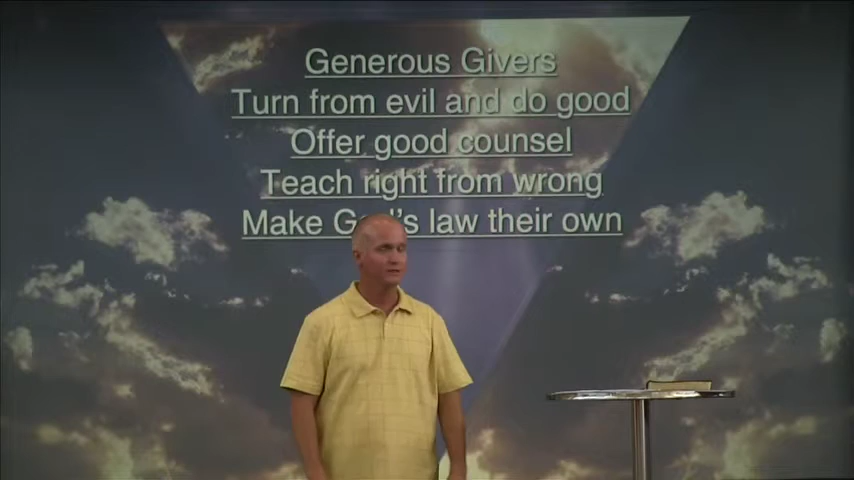 Generous Givers
Turn from evil and do good
Offer good counsel
Teach right from wrong
Make God's law their own